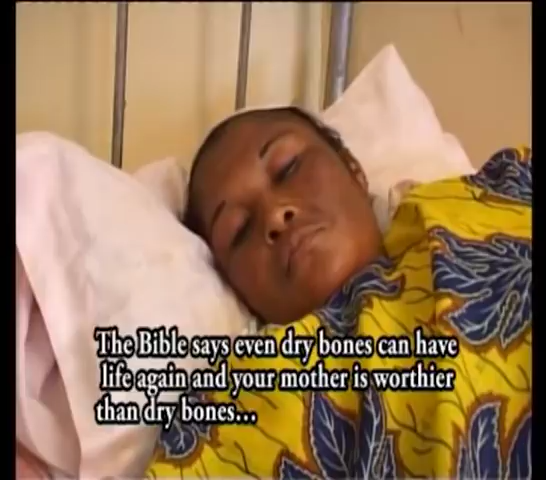 The Bible says even dry bones can have
life again and your mother is worthier
than dry bones...